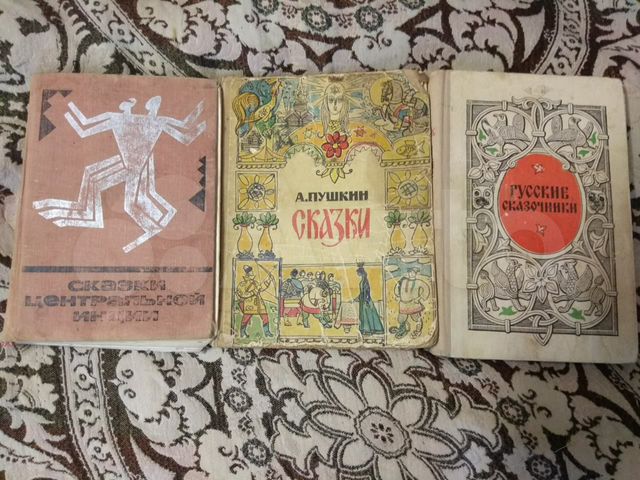 СКАЗКИ
ЦЕНТРАЛЬНОЙ
ИНДИИ
А. ПУШКИН
СКАЗКИ
РУССКИЕ
СКАЗОЧНИКИ